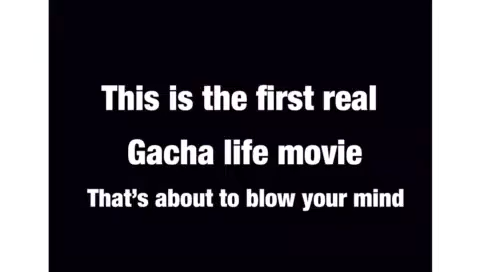 This is the first real
Gacha life movie
That's about to blow your mind